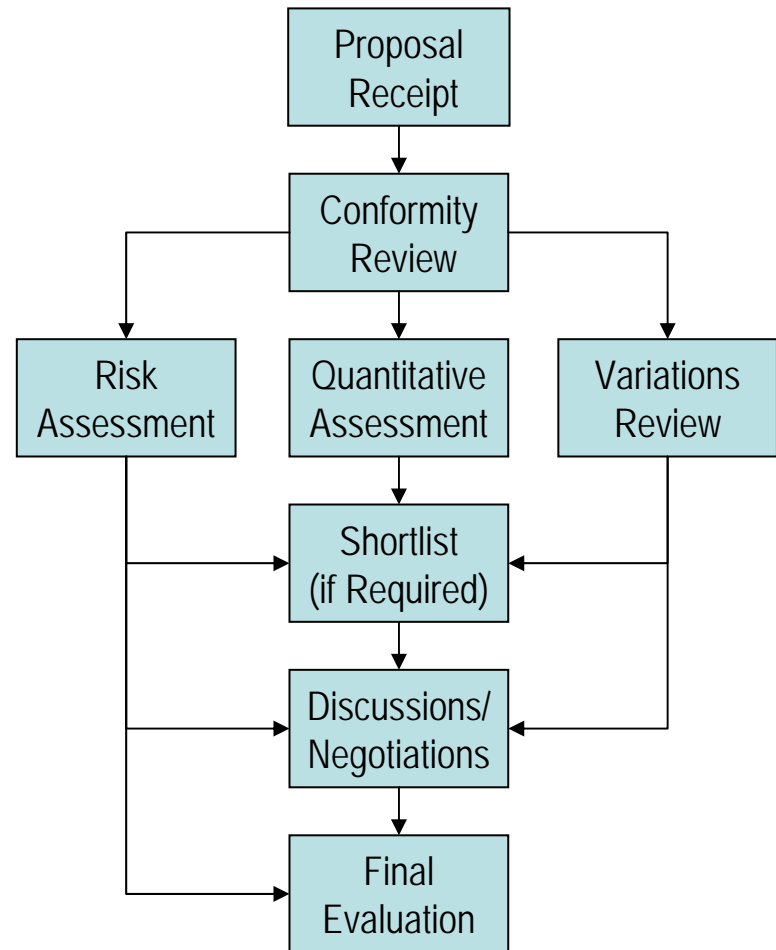 Proposal
Receipt
Conformity
Review
Risk
Assessment
Quantitative
Assessment
Variations
Review
Shortlist
(if Required)
Discussions/
Negotiations
Final
Evaluation